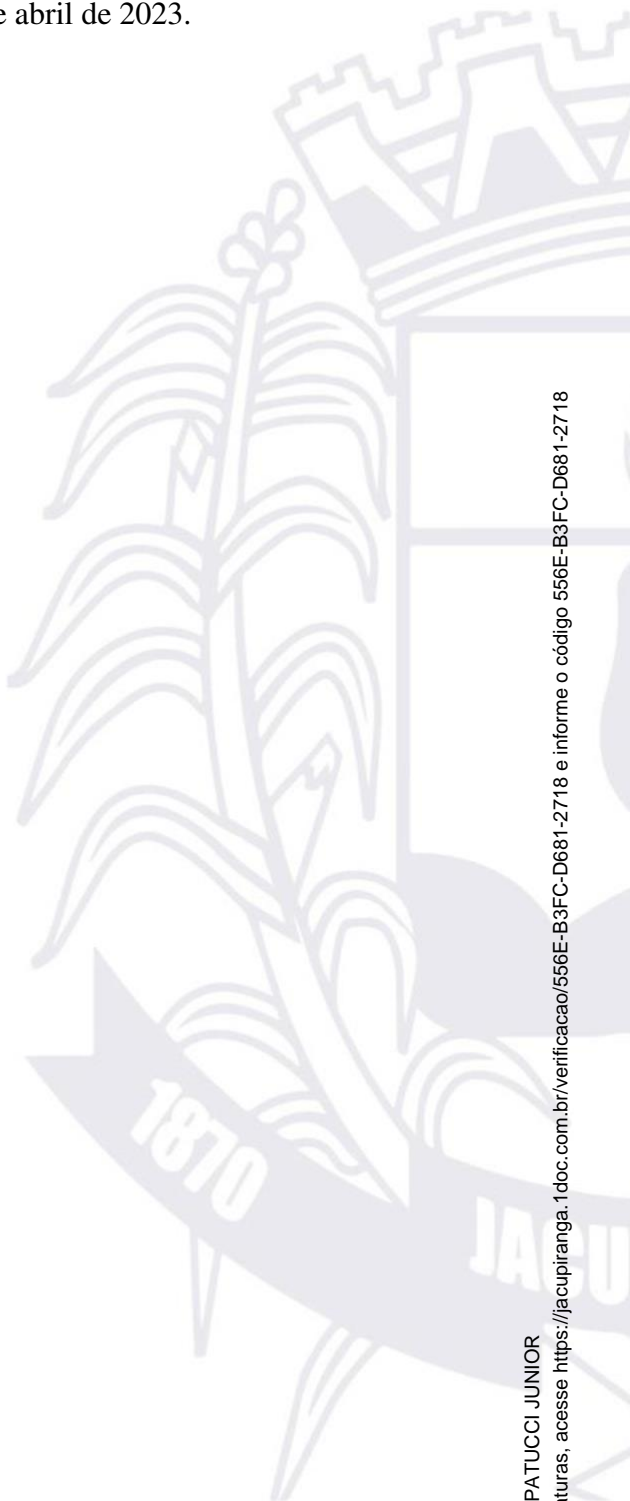 e abril de 2023.
1870
JACU
PATUCCI JUNIOR
turas, acesse https://jacupiranga.1doc.com.br/verificacao/556E-B3FC-D681-2718 e informe o código 556E-B3FC-D681-2718